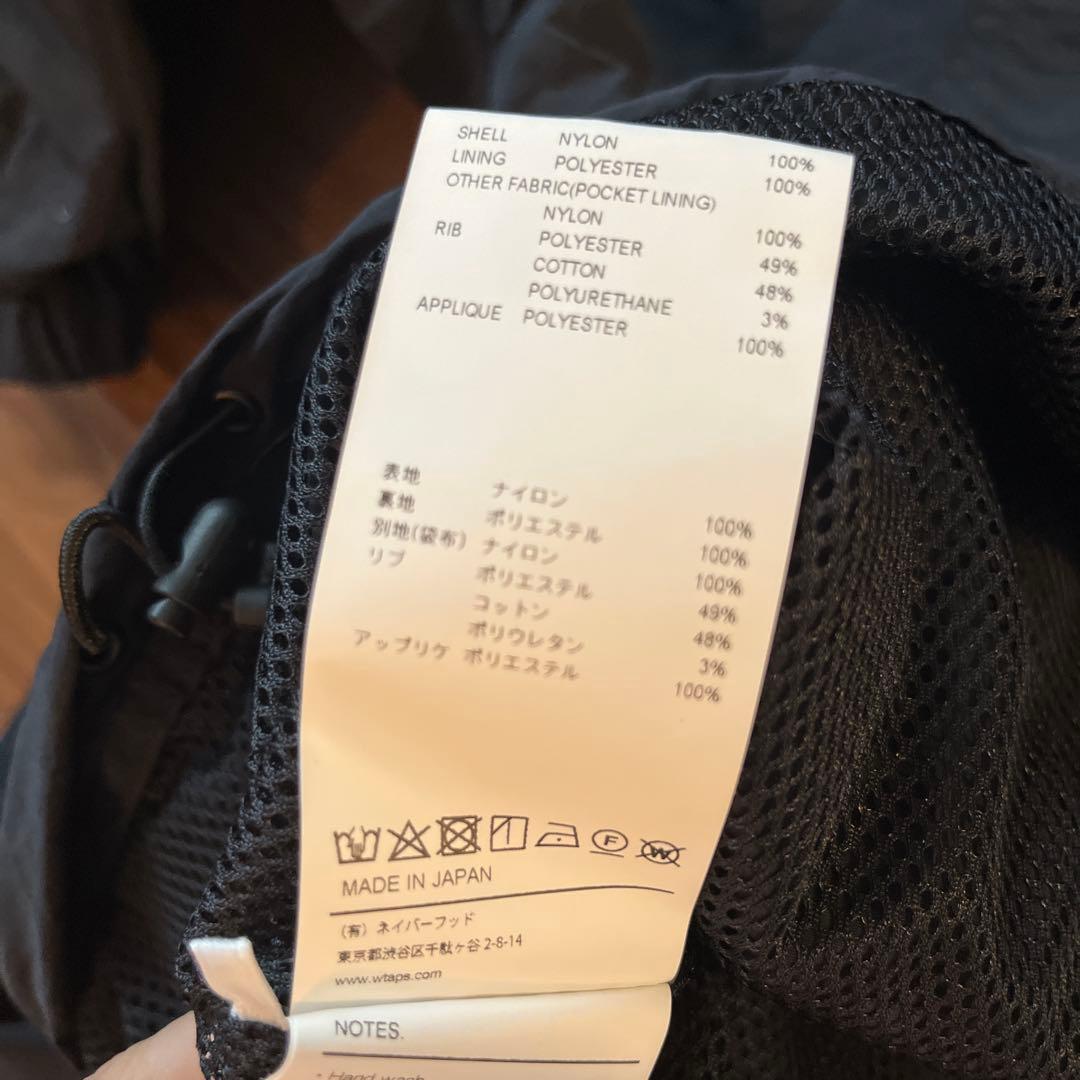 SHELL NYLON 100%
LINING POLYESTER 100%
OTHER FABRIC(POCKET LINING)
NYLON 100%
RIB POLYESTER 49%
COTTON 48%
POLYURETHANE 3%
APPLIQUE POLYESTER 100%
表地 ナイロン 100%
裏地 ポリエステル 100%
別地(袋布) ナイロン 100%
リブ ポリエステル 49%
コットン 48%
ポリウレタン 3%
アップリケ ポリエステル 100%
F
W
MADE IN JAPAN
(有) ネイバーフッド
東京都渋谷区千駄ヶ谷 2-8-14
www.wtaps.com
NOTES.
・Hand wash